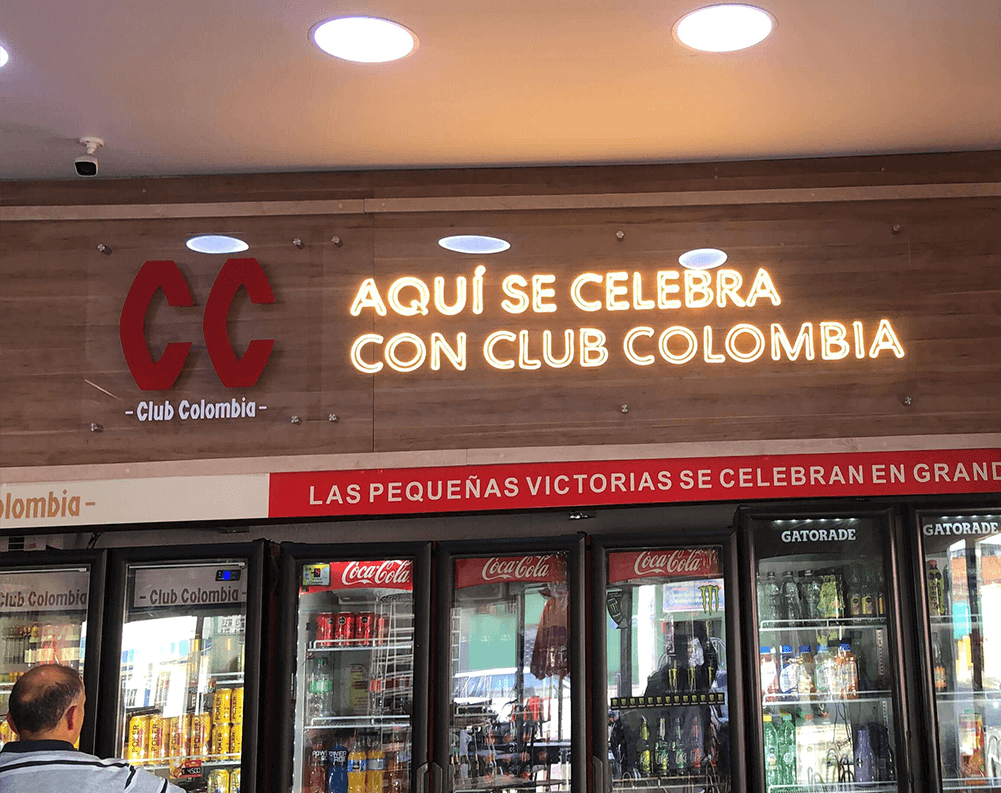 CC
- Club Colombia -
AQUÍ SE CELEBRA
CON CLUB COLOMBIA
olombia -
LAS PEQUEÑAS VICTORIAS SE CELEBRAN EN GRAND
Club Colombia
- Club Colombia -
Coca-Cola
Coca-Cola
Coca-Cola
GATORADE
GATORADE
POKER